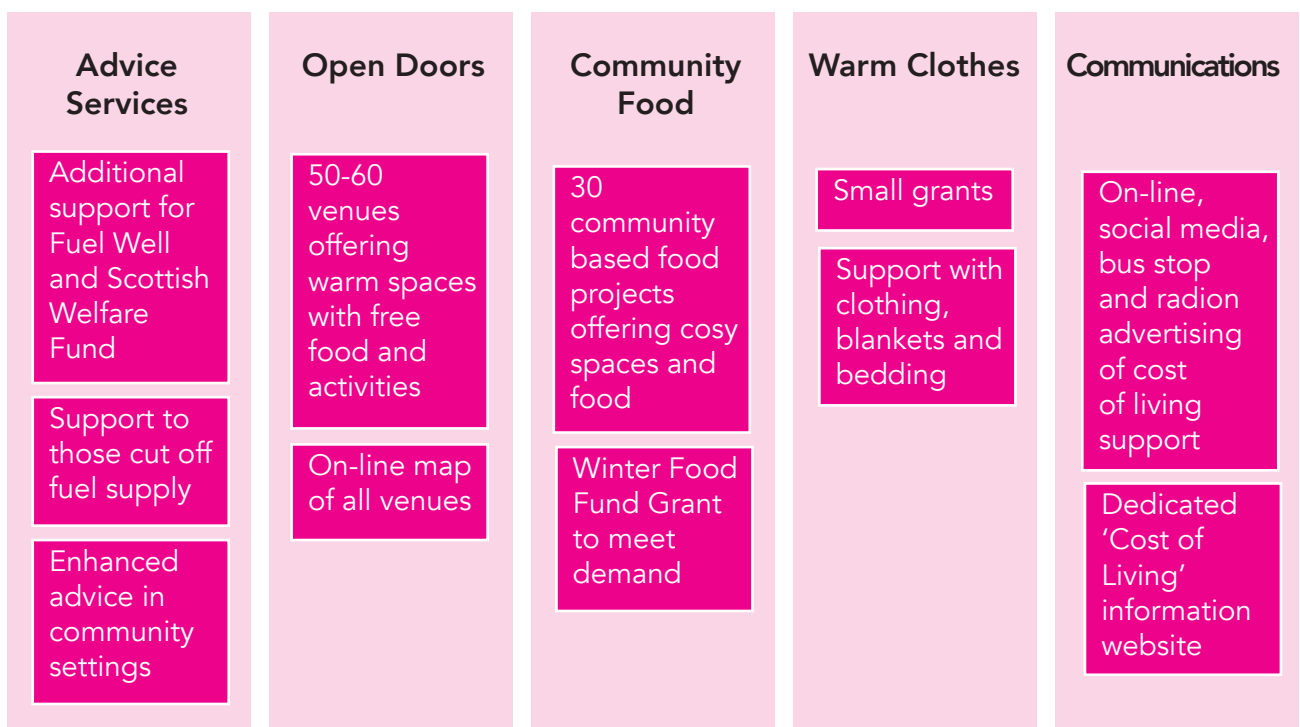 Advice
Services
Additional
support for
Fuel Well
and Scottish
Welfare
Fund
Support to
those cut off
fuel supply
Enhanced
advice in
community
settings
Open Doors
50-60
venues
offering
warm spaces
with free
food and
activities
On-line map
of all venues
Community
Food
30
community
based food
projects
offering cosy
spaces and
food
Winter Food
Fund Grant
to meet
demand
Warm Clothes
Small grants
Support with
clothing,
blankets and
bedding
Communications
On-line,
social media,
bus stop
and radion
advertising
of cost
of living
support
Dedicated
‘Cost of
Living’
information
website